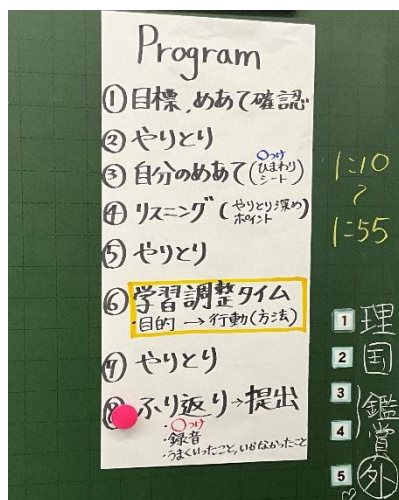 Program
①目標、めあて確認
②やりとり
③自分のめあて(○つけ ひまわりシート)
④リスニング(やりとり深めポイント)
⑤やりとり
⑥学習調整タイム
・目的→行動(方法)
⑦やりとり
⑧ふり返り→提出
・○つけ
・録音
・うまくいったこと、いかなかったこと
1:10
〜
1:55
1 理
2 国
3
4 鑑賞
5 外